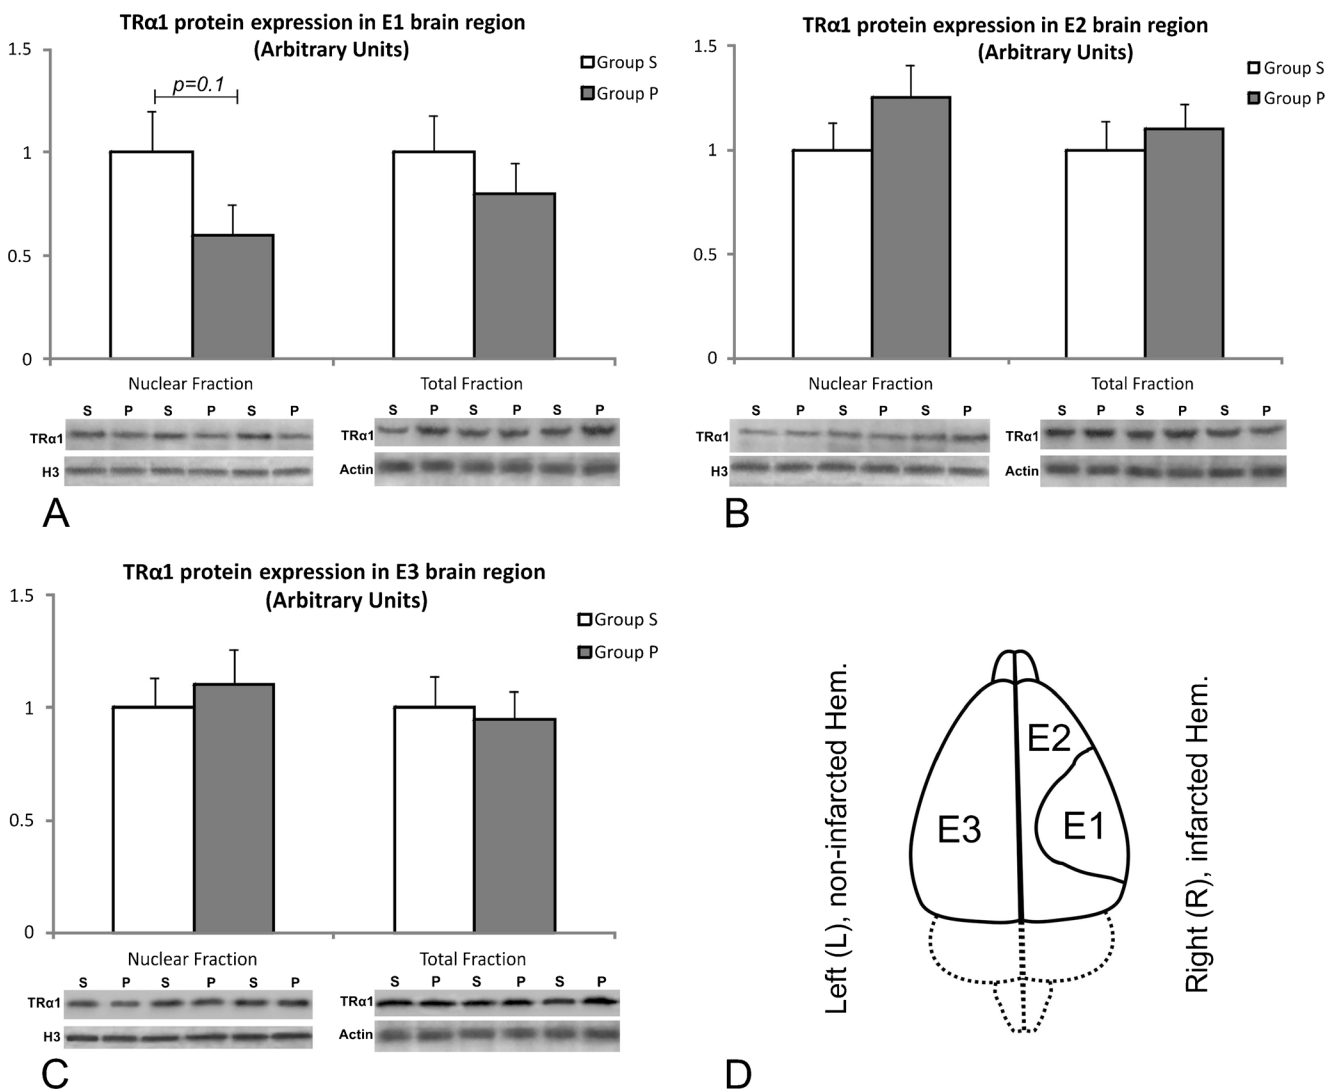 TRα1 protein expression in E1 brain region
(Arbitrary Units)
1.5
1
0.5
0
p=0.1
Group S
Group P
Nuclear Fraction
Total Fraction
S P S P S P
TRα1
H3
S P S P S P
TRα1
Actin
A
TRα1 protein expression in E2 brain region
(Arbitrary Units)
1.5
1
0.5
0
Group S
Group P
Nuclear Fraction
Total Fraction
S P S P S P
TRα1
H3
S P S P S P
TRα1
Actin
B
TRα1 protein expression in E3 brain region
(Arbitrary Units)
1.5
1
0.5
0
Group S
Group P
Nuclear Fraction
Total Fraction
S P S P S P
TRα1
H3
S P S P S P
TRα1
Actin
C
Left (L), non-infarcted Hem.
E2
E3
E1
Right (R), infarcted Hem.
D